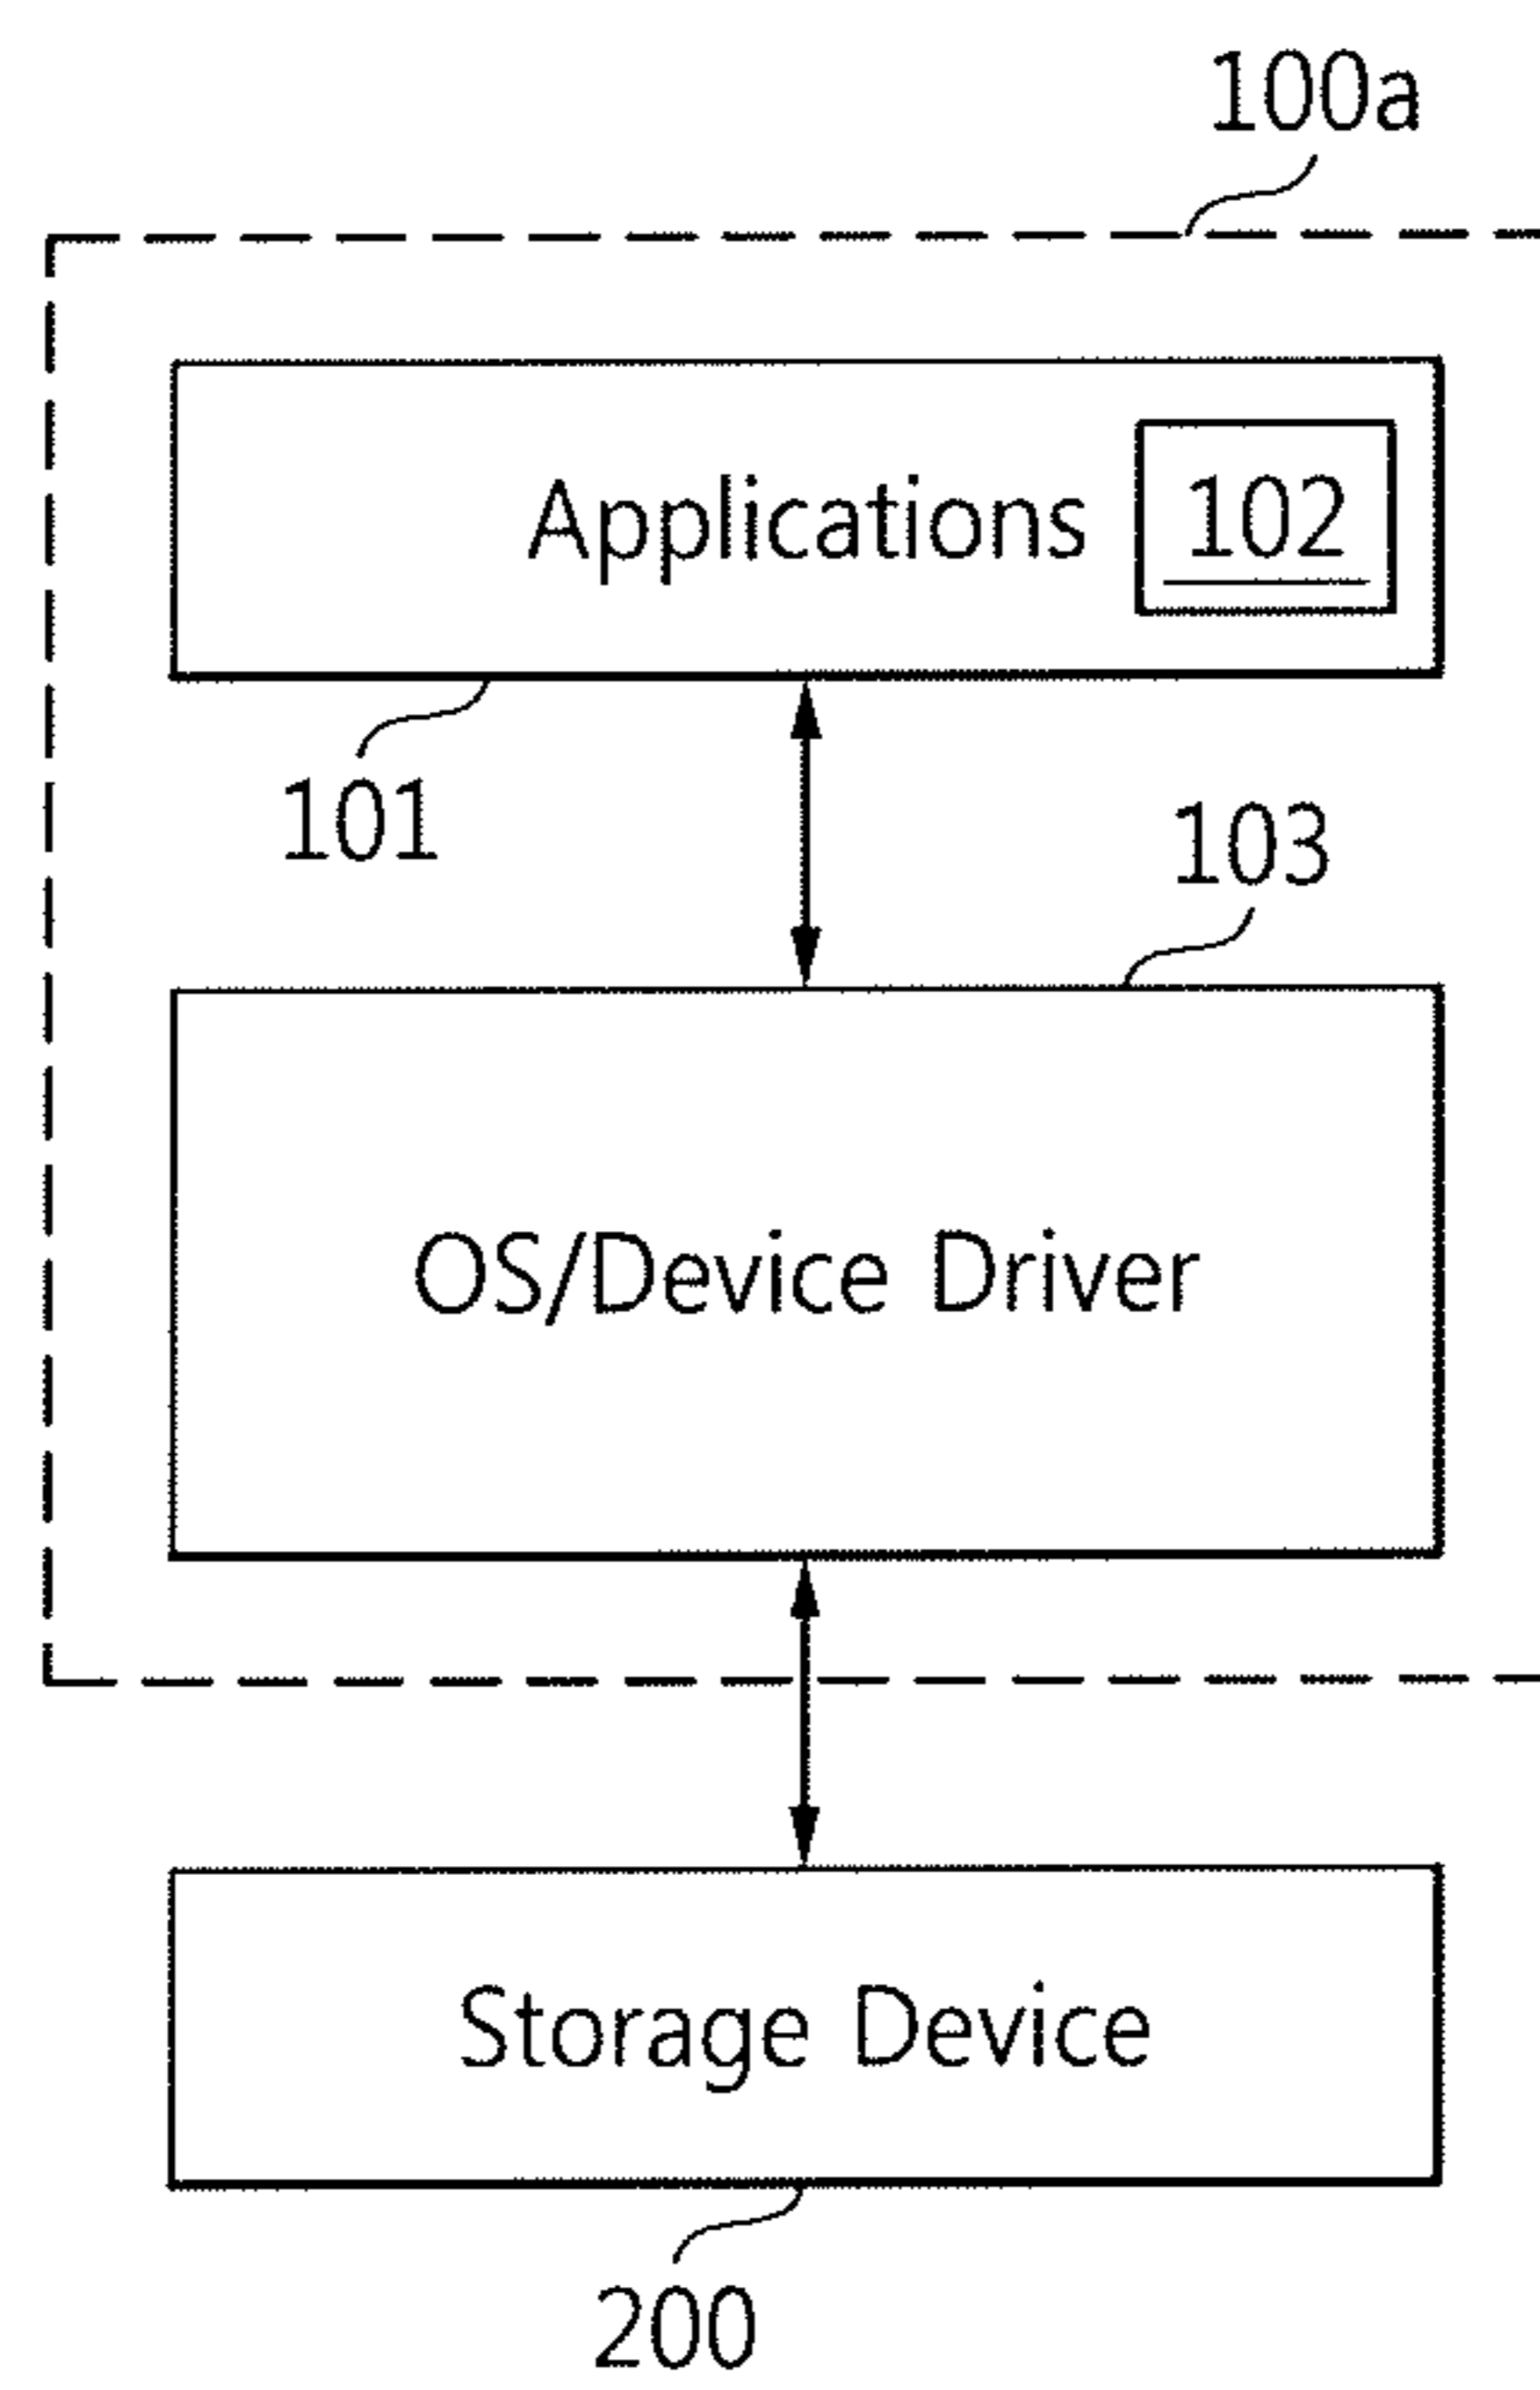 100a
Applications 102
101
103
OS/Device Driver
Storage Device
200